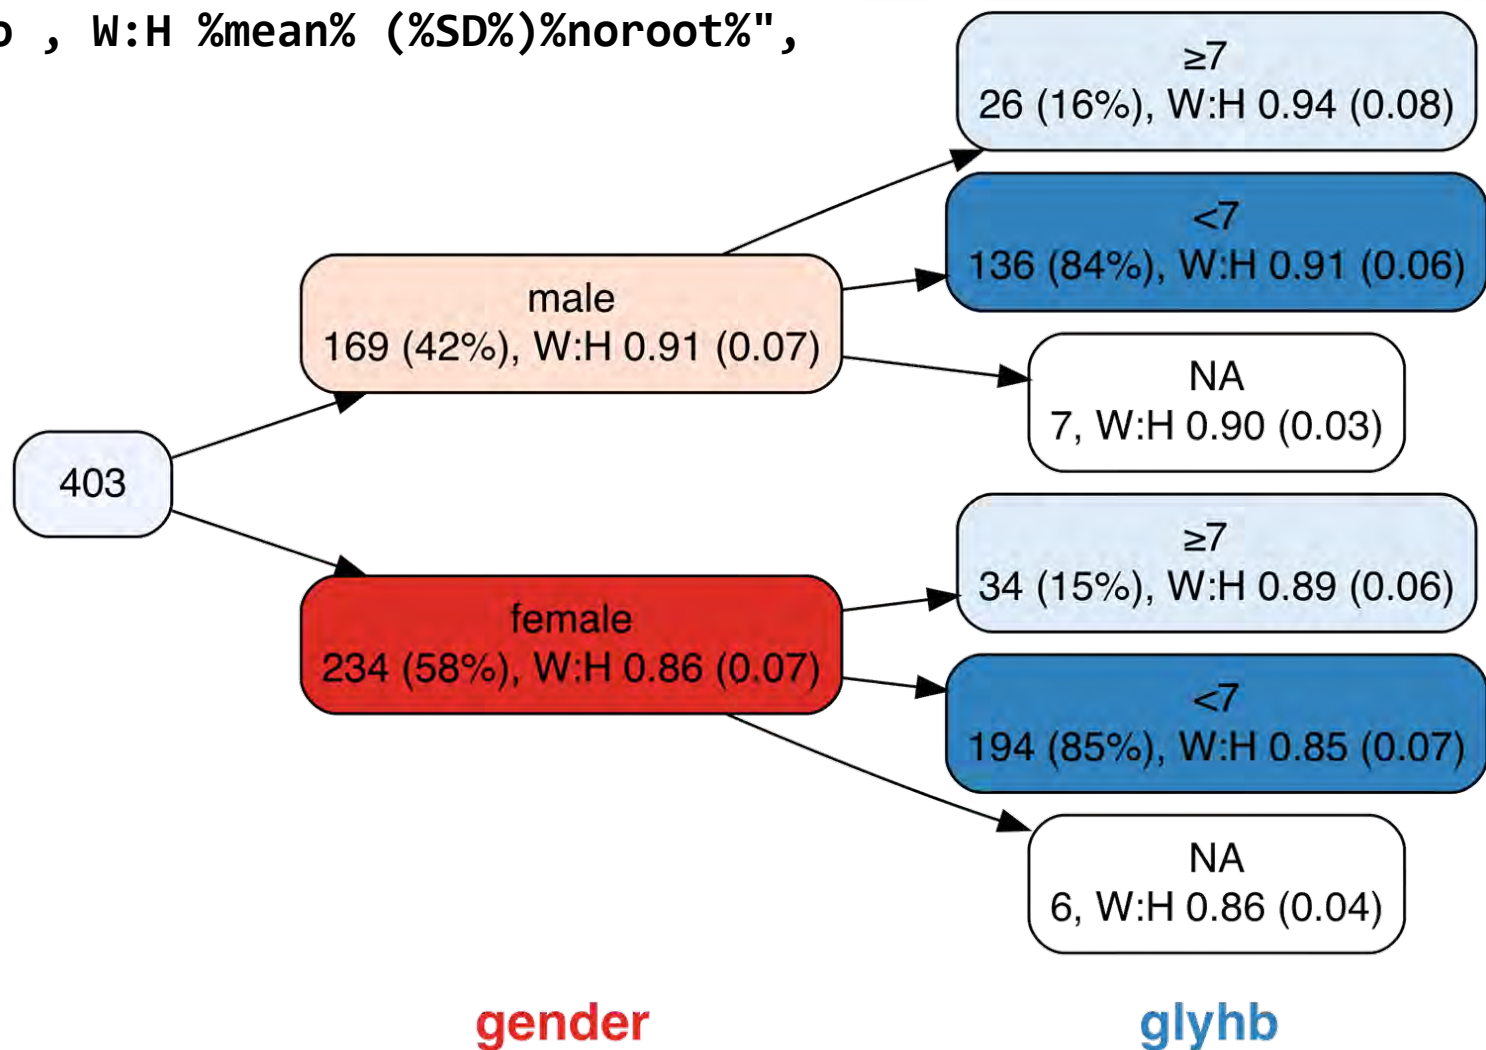 , W:H %mean% (%SD%)%noroot%",
≥7
26 (16%), W:H 0.94 (0.08)
<7
136 (84%), W:H 0.91 (0.06)
male
169 (42%), W:H 0.91 (0.07)
NA
7, W:H 0.90 (0.03)
403
≥7
34 (15%), W:H 0.89 (0.06)
female
234 (58%), W:H 0.86 (0.07)
<7
194 (85%), W:H 0.85 (0.07)
NA
6, W:H 0.86 (0.04)
gender
glyhb